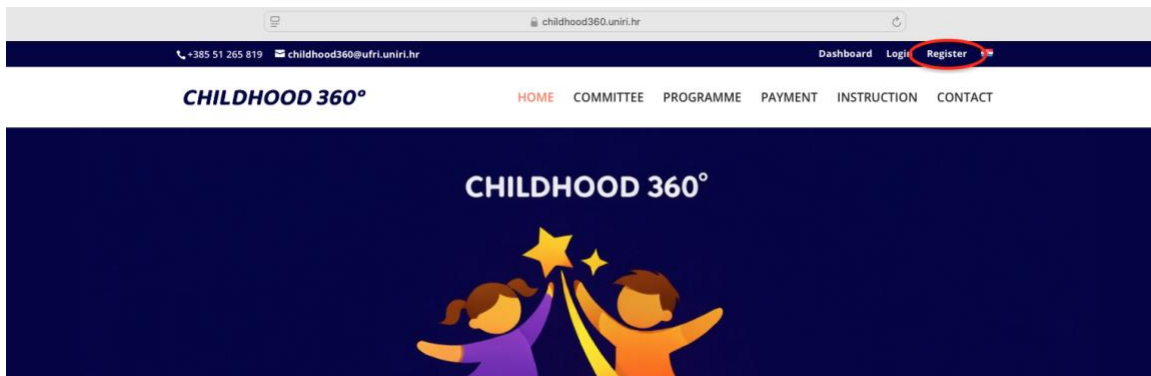 childhood360.uniri.hr
+385 51 265 819 childhood360@ufri.uniri.hr Dashboard Login Register
CHILDHOOD 360° HOME COMMITTEE PROGRAMME PAYMENT INSTRUCTION CONTACT
CHILDHOOD 360°